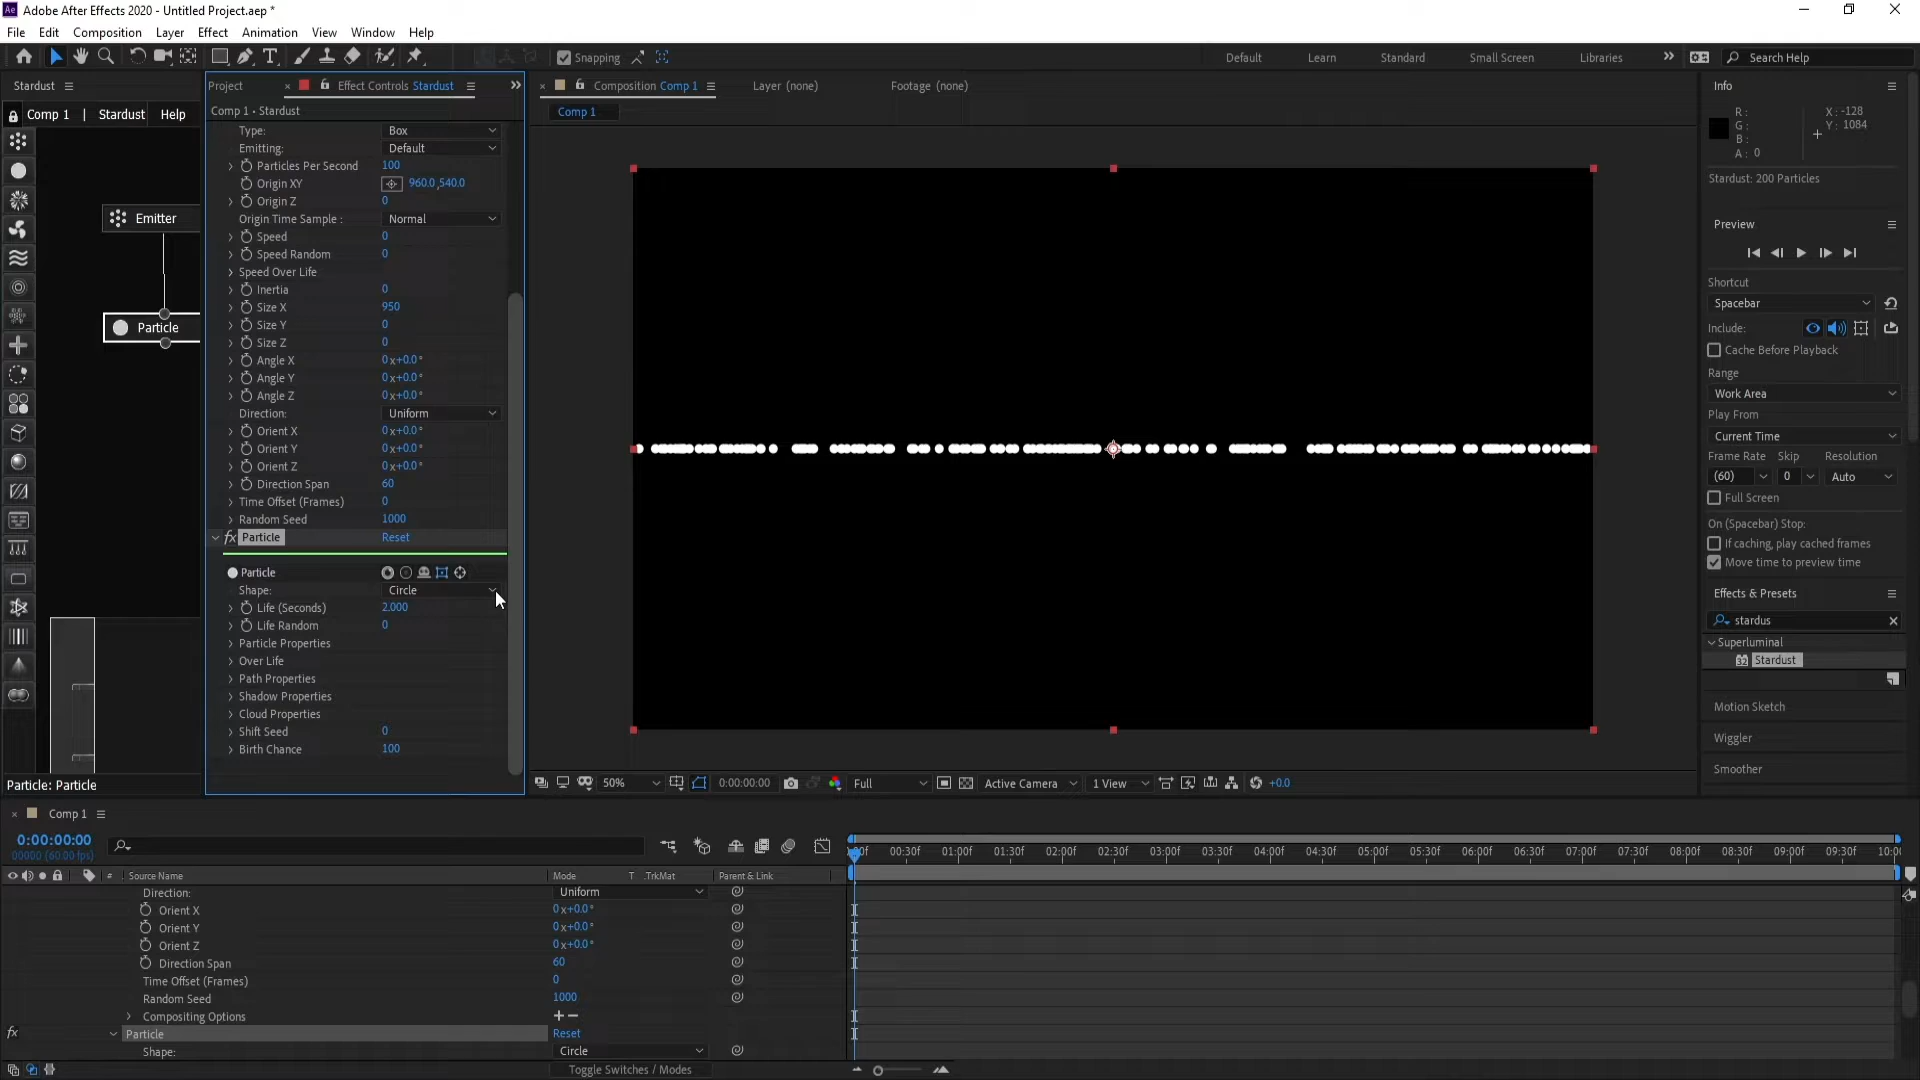 Adobe After Effects 2020 - Untitled Project.aep *
File Edit Composition Layer Effect Animation View Window Help
Snapping Default Learn Standard Small Screen Libraries Search Help
Stardust
Comp 1 | Stardust Help
Emitter
Particle
Particle: Particle
Project Effect Controls Stardust
Comp 1 • Stardust
Type: Box
Emitting: Default
Particles Per Second 100
Origin XY 960.0,540.0
Origin Z 0
Origin Time Sample : Normal
Speed 0
Speed Random 0
Speed Over Life
Inertia 0
Size X 950
Size Y 0
Size Z 0
Angle X 0x+0.0°
Angle Y 0x+0.0°
Angle Z 0x+0.0°
Direction: Uniform
Orient X 0x+0.0°
Orient Y 0x+0.0°
Orient Z 0x+0.0°
Direction Span 60
Time Offset (Frames) 0
Random Seed 1000
fx Particle Reset
Particle
Shape: Circle
Life (Seconds) 2.000
Life Random 0
Particle Properties
Over Life
Path Properties
Shadow Properties
Cloud Properties
Shift Seed 0
Birth Chance 100
Composition Comp 1 Layer (none) Footage (none)
Comp 1
50% 0:00:00:00 Full Active Camera 1 View +0.0
Info
R : X : -128
G : Y : 1084
B :
A : 0
Stardust: 200 Particles
Preview
Shortcut
Spacebar
Include:
Cache Before Playback
Range
Work Area
Play From
Current Time
Frame Rate Skip Resolution
(60) 0 Auto
Full Screen
On (Spacebar) Stop:
If caching, play cached frames
Move time to preview time
Effects & Presets
stardus
Superluminal
32 Stardust
Motion Sketch
Wiggler
Smoother
Comp 1
0:00:00:00
00000 (60.00 fps)
00:30f 01:00f 01:30f 02:00f 02:30f 03:00f 03:30f 04:00f 04:30f 05:00f 05:30f 06:00f 06:30f 07:00f 07:30f 08:00f 08:30f 09:00f 09:30f
# Source Name Mode T .TrkMat Parent & Link
Direction: Uniform
Orient X 0x+0.0°
Orient Y 0x+0.0°
Orient Z 0x+0.0°
Direction Span 60
Time Offset (Frames) 0
Random Seed 1000
Compositing Options + −
fx Particle Reset
Shape: Circle
Toggle Switches / Modes